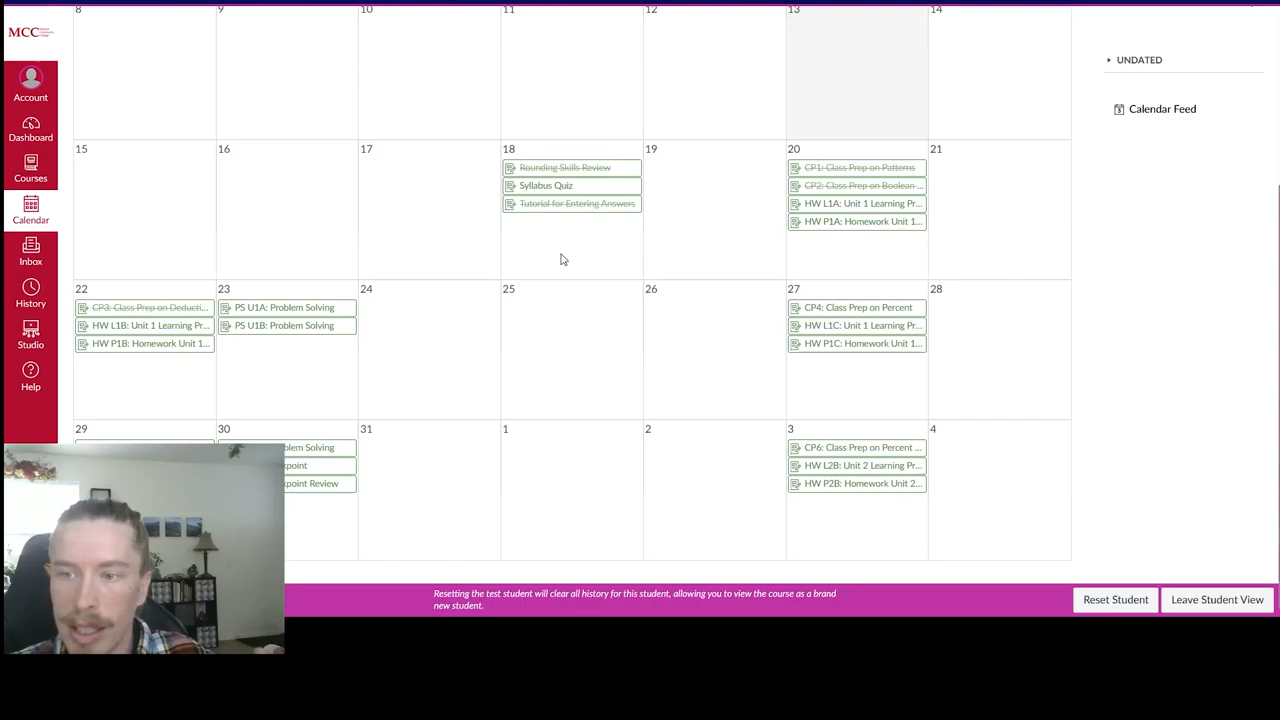 8
9
10
11
12
13
14
MCC
UNDATED
Account
Calendar Feed
Dashboard
15
16
17
18
19
20
21
Rounding Skills Review
CP1: Class Prep on Patterns
Courses
Syllabus Quiz
CP2: Class Prep on Boolean ...
Tutorial for Entering Answers
HW L1A: Unit 1 Learning Pr...
Calendar
HW P1A: Homework Unit 1...
Inbox
22
23
24
25
26
27
28
History
CP3: Class Prep on Deducti...
PS U1A: Problem Solving
CP4: Class Prep on Percent
HW L1B: Unit 1 Learning Pr...
PS U1B: Problem Solving
HW L1C: Unit 1 Learning Pr...
Studio
HW P1B: Homework Unit 1...
HW P1C: Homework Unit 1...
Help
29
30
31
1
2
3
4
blem Solving
CP6: Class Prep on Percent ...
kpoint
HW L2B: Unit 2 Learning Pr...
kpoint Review
HW P2B: Homework Unit 2...
Resetting the test student will clear all history for this student, allowing you to view the course as a brand
new student.
Reset Student
Leave Student View